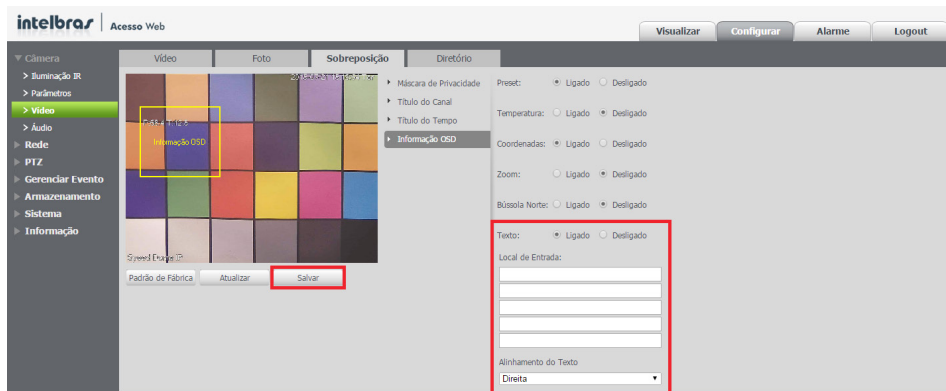 intelbras Acesso Web
Visualizar Configurar Alarme Logout
Câmera
> Iluminação IR
> Parâmetros
> Vídeo
> Áudio
Rede
PTZ
Gerenciar Evento
Armazenamento
Sistema
Informação
Vídeo Foto Sobreposição Diretório
Informação OSD
Speed Dome IP
Padrão de Fábrica Atualizar Salvar
Máscara de Privacidade
Título do Canal
Título do Tempo
Informação OSD
Preset: Ligado Desligado
Temperatura: Ligado Desligado
Coordenadas: Ligado Desligado
Zoom: Ligado Desligado
Bússola Norte: Ligado Desligado
Texto: Ligado Desligado
Local de Entrada:
Alinhamento do Texto
Direita